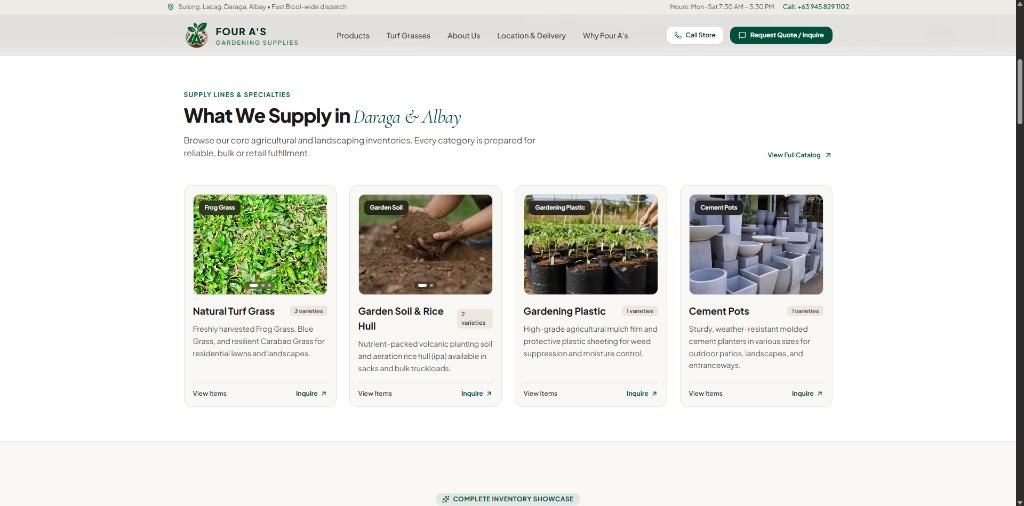 Sulong, Lacag, Daraga, Albay • Fast Bicol-wide dispatch
Hours: Mon–Sat 7:30 AM – 5:30 PM
Call: +63 945 829 1102
FOUR A'S
GARDENING SUPPLIES
Products
Turf Grasses
About Us
Location & Delivery
Why Four A's
Call Store
Request Quote / Inquire
SUPPLY LINES & SPECIALTIES
What We Supply in Daraga & Albay
Browse our core agricultural and landscaping inventories. Every category is prepared for
reliable, bulk or retail fulfillment.
View Full Catalog
Frog Grass
Natural Turf Grass
3 varieties
Freshly harvested Frog Grass, Blue
Grass, and resilient Carabao Grass for
residential lawns and landscapes.
View Items
Inquire
Garden Soil
Garden Soil & Rice
Hull
2
varieties
Nutrient-packed volcanic planting soil
and aeration rice hull (ipa) available in
sacks and bulk truckloads.
View Items
Inquire
Gardening Plastic
Gardening Plastic
1 varieties
High-grade agricultural mulch film and
protective plastic sheeting for weed
suppression and moisture control.
View Items
Inquire
Cement Pots
Cement Pots
1 varieties
Sturdy, weather-resistant molded
cement planters in various sizes for
outdoor patios, landscapes, and
entranceways.
View Items
Inquire
COMPLETE INVENTORY SHOWCASE